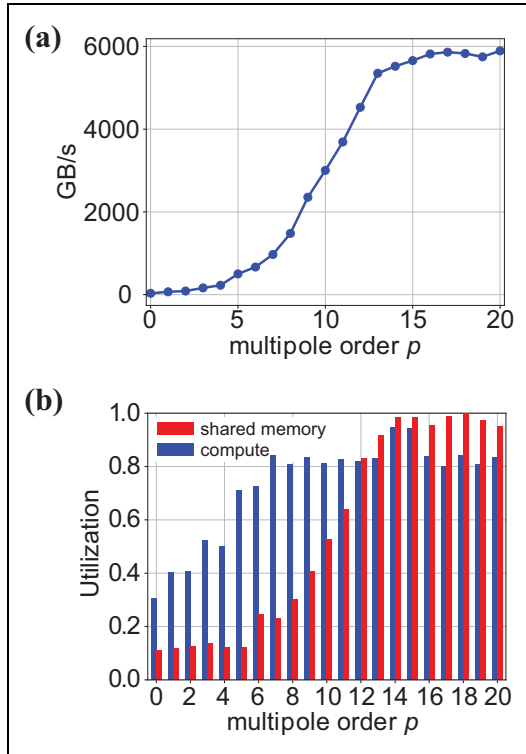 (a)
6000
4000
2000
0
GB/s
0 5 10 15 20
multipole order p
(b)
shared memory
compute
1.0
0.8
0.6
0.4
0.2
0.0
Utilization
0 2 4 6 8 10 12 14 16 18 20
multipole order p